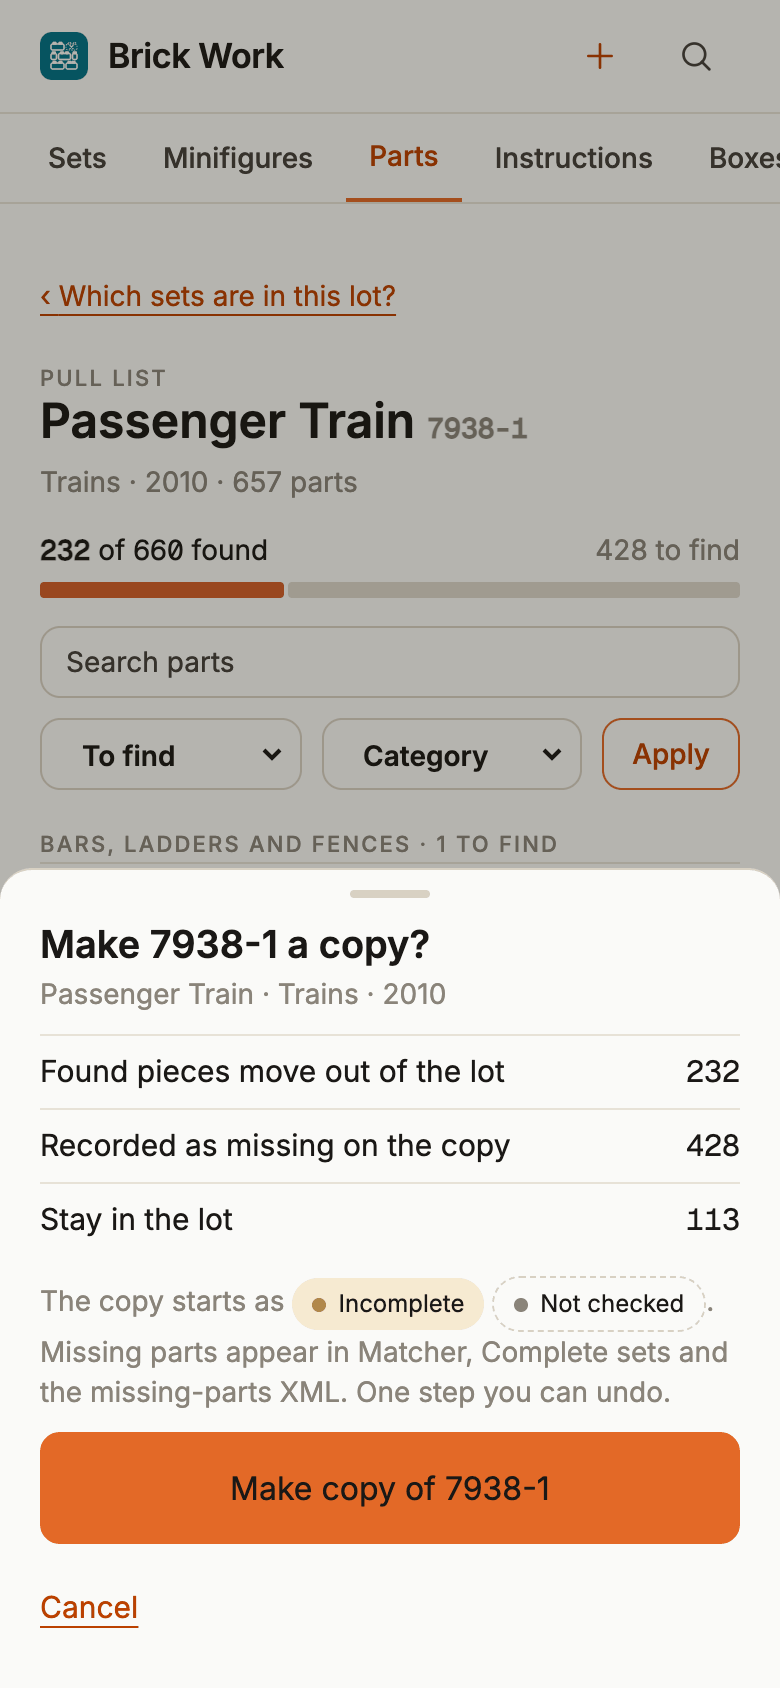 Brick Work
Sets Minifigures Parts Instructions Boxes
‹ Which sets are in this lot?
PULL LIST
Passenger Train 7938-1
Trains · 2010 · 657 parts
232 of 660 found 428 to find
Search parts
To find Category Apply
BARS, LADDERS AND FENCES · 1 TO FIND
Make 7938-1 a copy?
Passenger Train · Trains · 2010
Found pieces move out of the lot 232
Recorded as missing on the copy 428
Stay in the lot 113
The copy starts as Incomplete Not checked.
Missing parts appear in Matcher, Complete sets and
the missing-parts XML. One step you can undo.
Make copy of 7938-1
Cancel